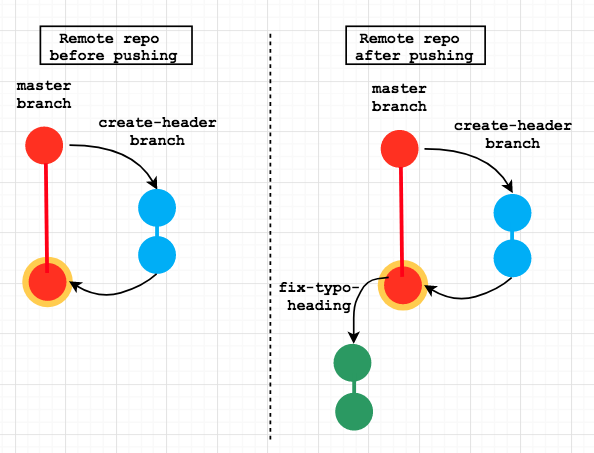 Remote repo
before pushing
master
branch
create-header
branch
Remote repo
after pushing
master
branch
create-header
branch
fix-typo-
heading